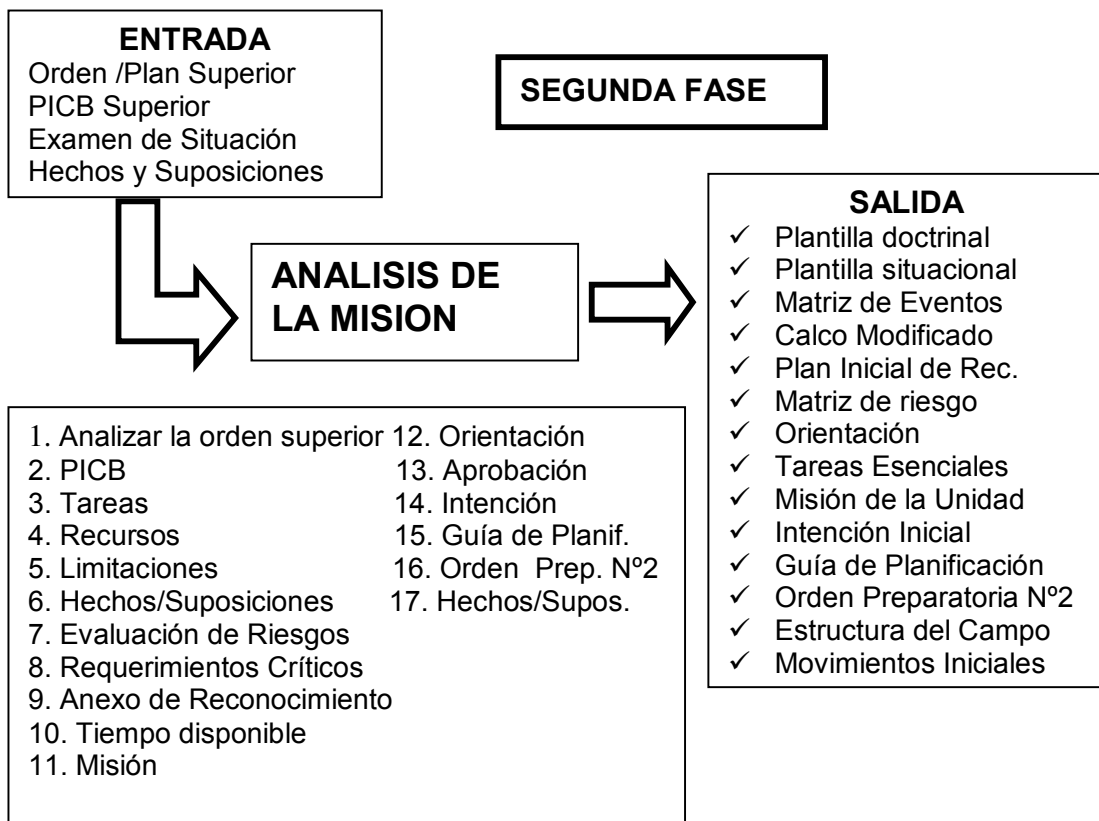 ENTRADA
Orden /Plan Superior
PICB Superior
Examen de Situación
Hechos y Suposiciones
SEGUNDA FASE
ANALISIS DE
LA MISION
SALIDA
✓ Plantilla doctrinal
✓ Plantilla situacional
✓ Matriz de Eventos
✓ Calco Modificado
✓ Plan Inicial de Rec.
✓ Matriz de riesgo
✓ Orientación
✓ Tareas Esenciales
✓ Misión de la Unidad
✓ Intención Inicial
✓ Guía de Planificación
✓ Orden Preparatoria Nº2
✓ Estructura del Campo
✓ Movimientos Iniciales
1. Analizar la orden superior
2. PICB
3. Tareas
4. Recursos
5. Limitaciones
6. Hechos/Suposiciones
7. Evaluación de Riesgos
8. Requerimientos Críticos
9. Anexo de Reconocimiento
10. Tiempo disponible
11. Misión
12. Orientación
13. Aprobación
14. Intención
15. Guía de Planif.
16. Orden Prep. Nº2
17. Hechos/Supos.